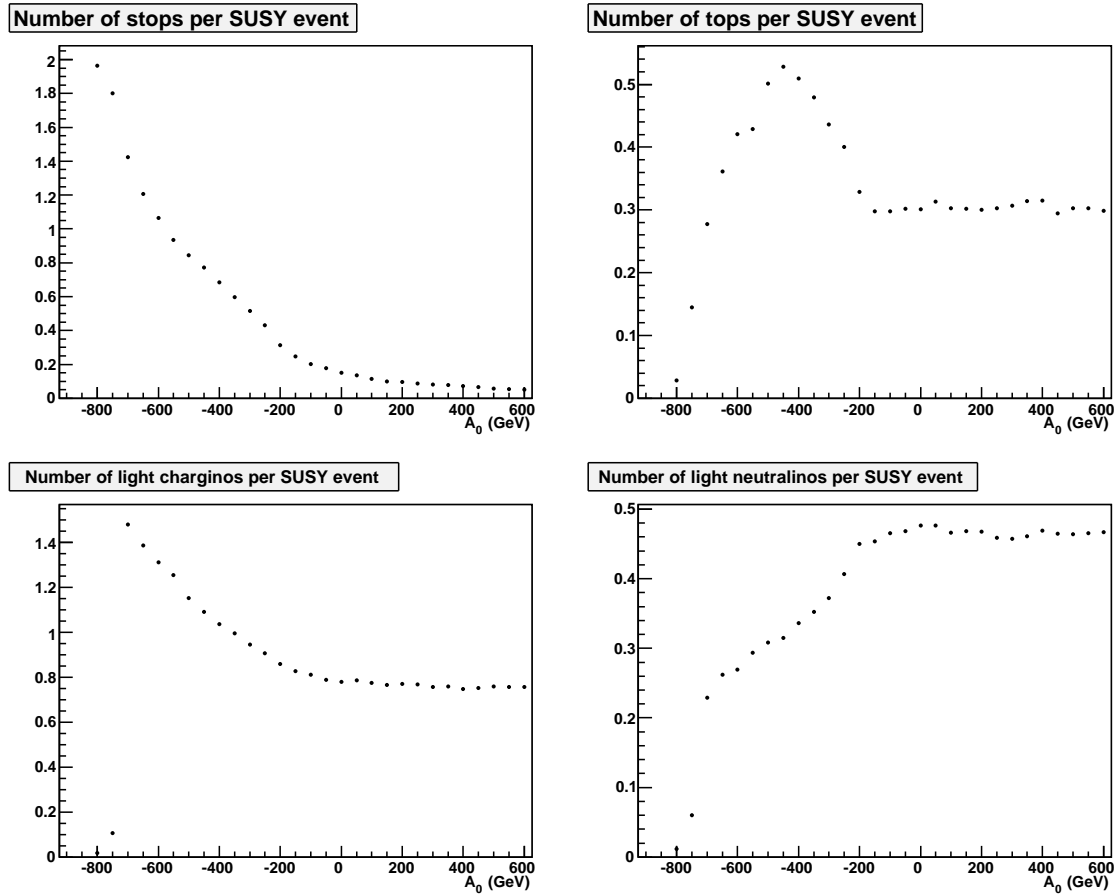 Number of stops per SUSY event
2
1.8
1.6
1.4
1.2
1
0.8
0.6
0.4
0.2
0
-800 -600 -400 -200 0 200 400 600
A0 (GeV)
Number of tops per SUSY event
0.5
0.4
0.3
0.2
0.1
0
-800 -600 -400 -200 0 200 400 600
A0 (GeV)
Number of light charginos per SUSY event
1.4
1.2
1
0.8
0.6
0.4
0.2
0
-800 -600 -400 -200 0 200 400 600
A0 (GeV)
Number of light neutralinos per SUSY event
0.5
0.4
0.3
0.2
0.1
0
-800 -600 -400 -200 0 200 400 600
A0 (GeV)